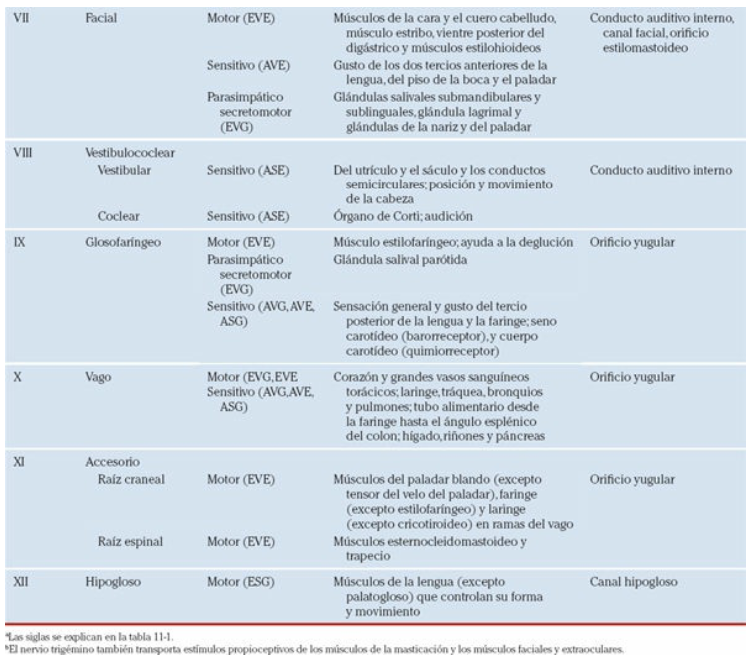 VII Facial Motor (EVE) Músculos de la cara y el cuero cabelludo, Conducto auditivo interno,
músculo estribo, vientre posterior del canal facial, orificio
digástrico y músculos estilohioideos estilomastoideo
Sensitivo (AVE) Gusto de los dos tercios anteriores de la
lengua, del piso de la boca y el paladar
Parasimpático Glándulas salivales submandibulares y
secretomotor sublinguales, glándula lagrimal y
(EVG) glándulas de la nariz y del paladar
VIII Vestibulococlear
Vestibular Sensitivo (ASE) Del utrículo y el sáculo y los conductos Conducto auditivo interno
semicirculares; posición y movimiento
de la cabeza
Coclear Sensitivo (ASE) Órgano de Corti; audición
IX Glosofaríngeo Motor (EVE) Músculo estilofaríngeo; ayuda a la deglución Orificio yugular
Parasimpático Glándula salival parótida
secretomotor
(EVG)
Sensitivo (AVG, AVE, Sensación general y gusto del tercio
ASG) posterior de la lengua y la faringe; seno
carotídeo (barorreceptor), y cuerpo
carotídeo (quimiorreceptor)
X Vago Motor (EVG, EVE Corazón y grandes vasos sanguíneos Orificio yugular
Sensitivo (AVG, AVE, torácicos; laringe, tráquea, bronquios
ASG) y pulmones; tubo alimentario desde
la faringe hasta el ángulo esplénico
del colon; hígado, riñones y páncreas
XI Accesorio
Raíz craneal Motor (EVE) Músculos del paladar blando (excepto Orificio yugular
tensor del velo del paladar), faringe
(excepto estilofaríngeo) y laringe
(excepto cricotiroideo) en ramas del vago
Raíz espinal Motor (EVE) Músculos esternocleidomastoideo y
trapecio
XII Hipogloso Motor (ESG) Músculos de la lengua (excepto Canal hipogloso
palatogloso) que controlan su forma
y movimiento
ªLas siglas se explican en la tabla 11-1.
ᵇEl nervio trigémino también transporta estímulos propioceptivos de los músculos de la masticación y los músculos faciales y extraoculares.